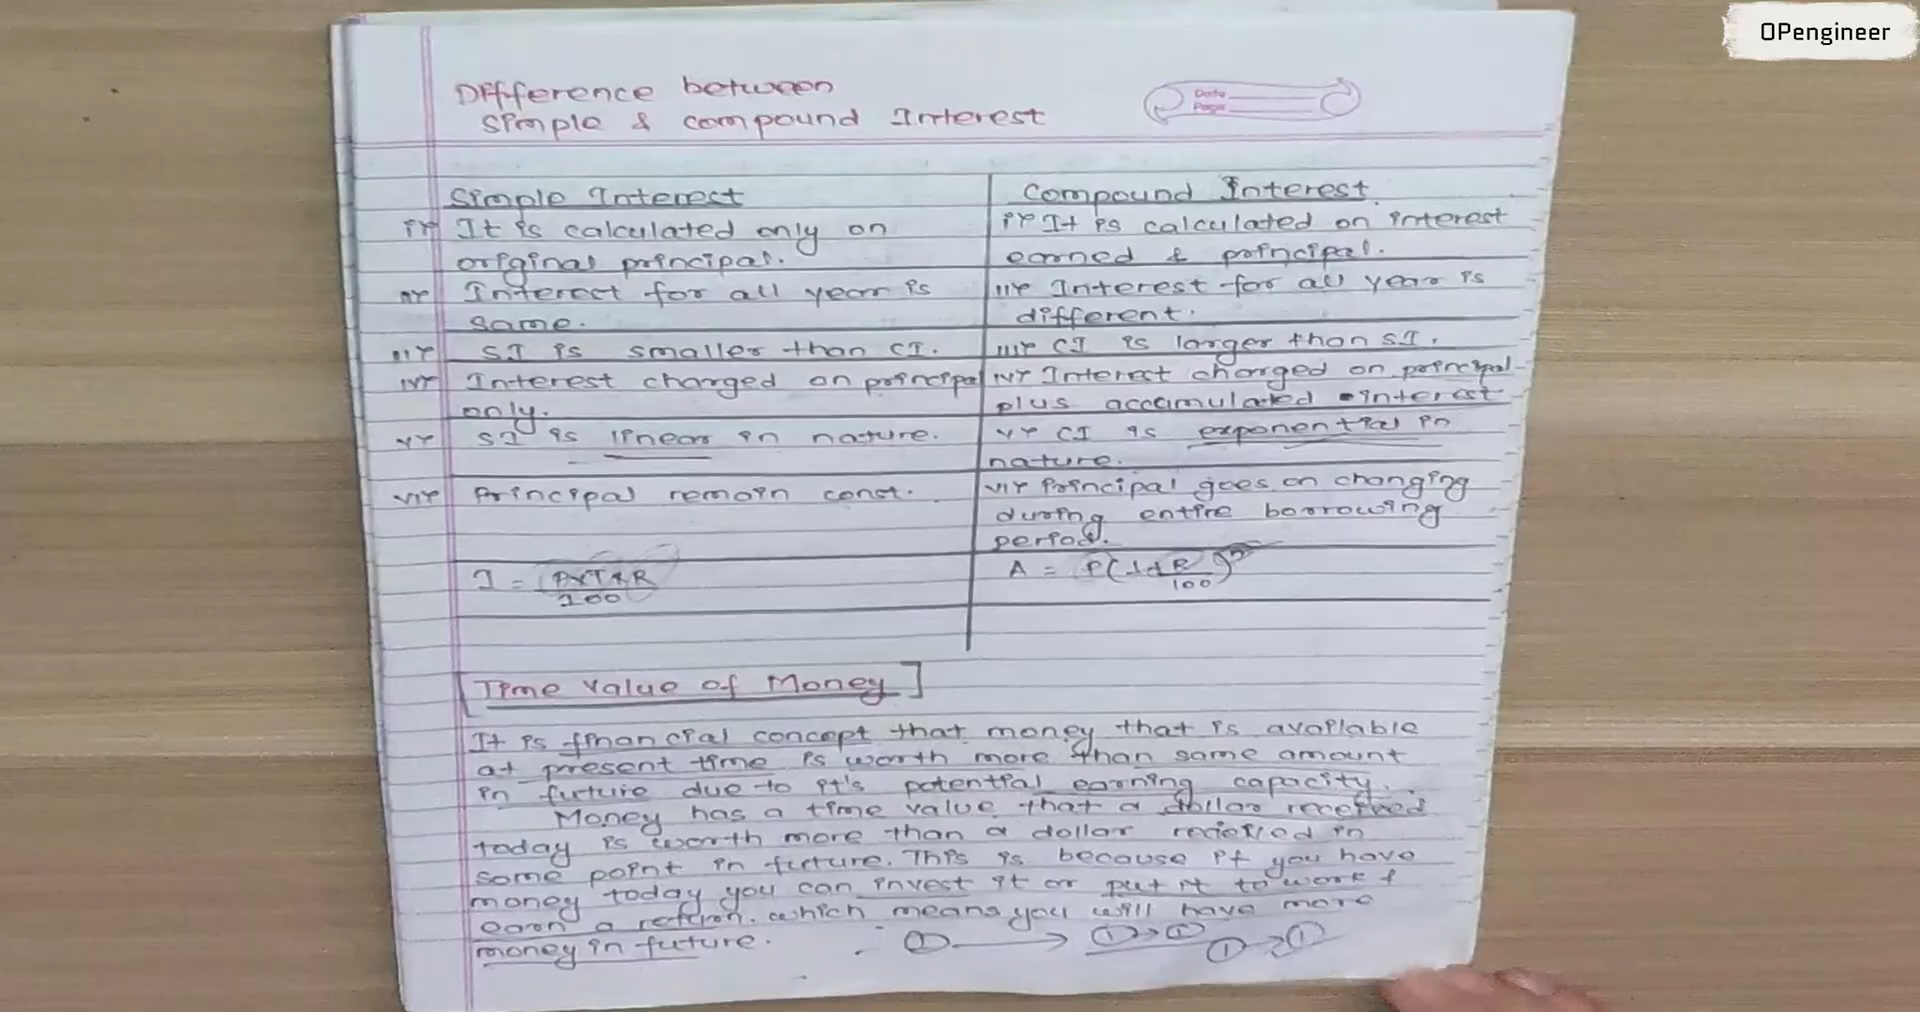 OPengineer
Difference between
Simple & compound Interest
Date
Page
Simple Interest
i) It is calculated only on
original principal.
ii) Interest for all year is
same.
iii) SI is smaller than CI.
iv) Interest charged on principal
only.
v) SI is linear in nature.
vi) Principal remain const.
I = PxTxR
100
Compound Interest
i) It is calculated on interest
earned & principal.
ii) Interest for all year is
different.
iii) CI is larger than SI.
iv) Interest charged on principal
plus accamulated interest
v) CI is exponential in
nature.
vi) Principal goes on changing
during entire borrowing
period.
A = P(1+R
100)
Time Value of Money
It is financial concept that money that is available
at present time is worth more than same amount
in future due to it's potential earning capacity.
Money has a time value that a dollar received
today is worth more than a dollar in
some point in future. This is because if you have
money today you can invest it or put it to work &
earn a return. which means you will have more
money in future.
1 → 1 > 1
1 > 1